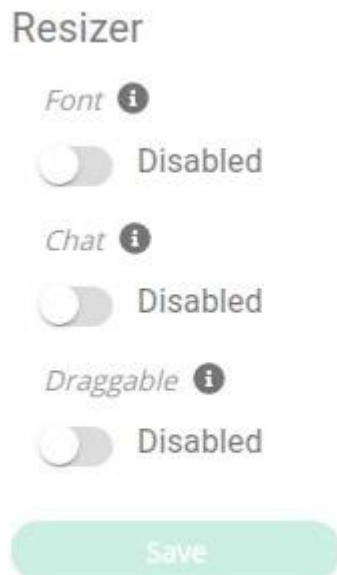 Resizer
Font
Disabled
Chat
Disabled
Draggable
Disabled
Save